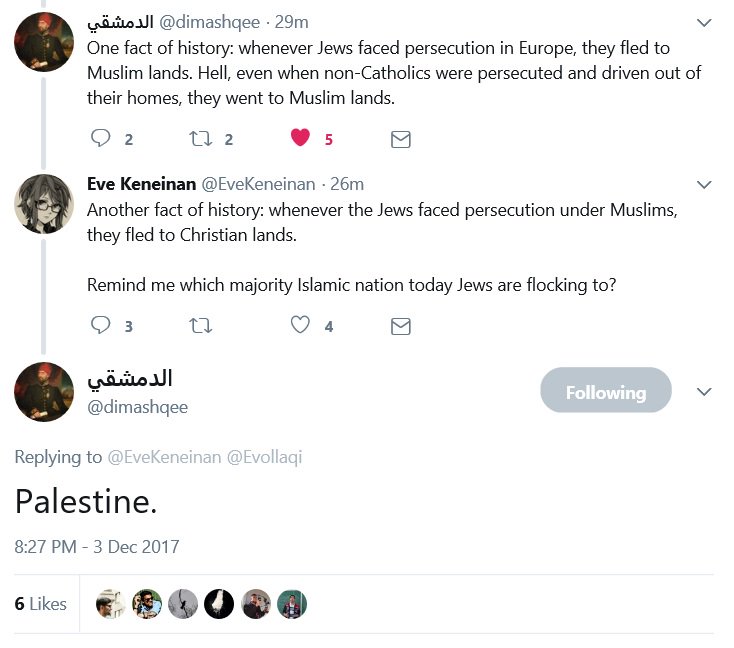 الدمشقي @dimashqee · 29m
One fact of history: whenever Jews faced persecution in Europe, they fled to
Muslim lands. Hell, even when non-Catholics were persecuted and driven out of
their homes, they went to Muslim lands.
2 2 5
Eve Keneinan @EveKeneinan · 26m
Another fact of history: whenever the Jews faced persecution under Muslims,
they fled to Christian lands.
Remind me which majority Islamic nation today Jews are flocking to?
3 4
الدمشقي
@dimashqee
Following
Replying to @EveKeneinan @Evollaqi
Palestine.
8:27 PM - 3 Dec 2017
6 Likes